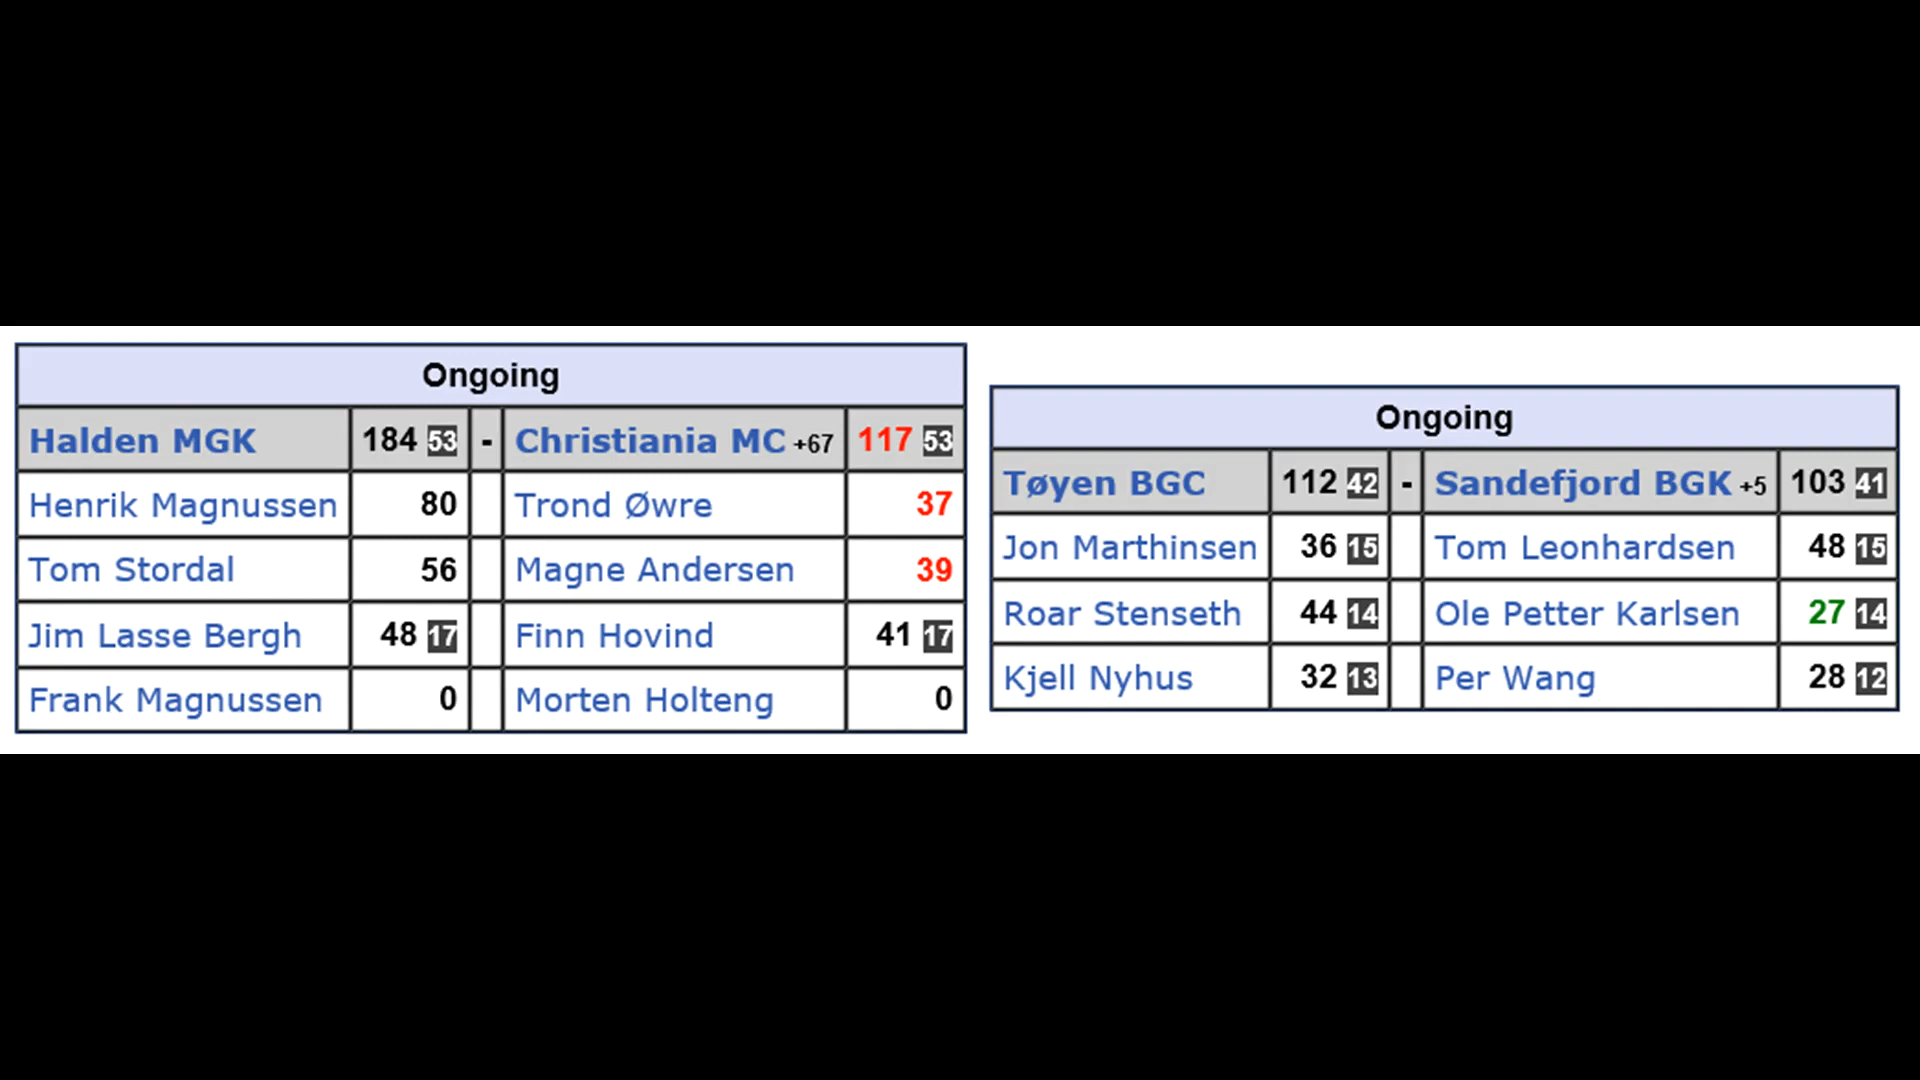 Ongoing
Halden MGK 184 53 - Christiania MC +67 117 53
Henrik Magnussen 80 Trond Øwre 37
Tom Stordal 56 Magne Andersen 39
Jim Lasse Bergh 48 17 Finn Hovind 41 17
Frank Magnussen 0 Morten Holteng 0
Ongoing
Tøyen BGC 112 42 - Sandefjord BGK +5 103 41
Jon Marthinsen 36 15 Tom Leonhardsen 48 15
Roar Stenseth 44 14 Ole Petter Karlsen 27 14
Kjell Nyhus 32 13 Per Wang 28 12